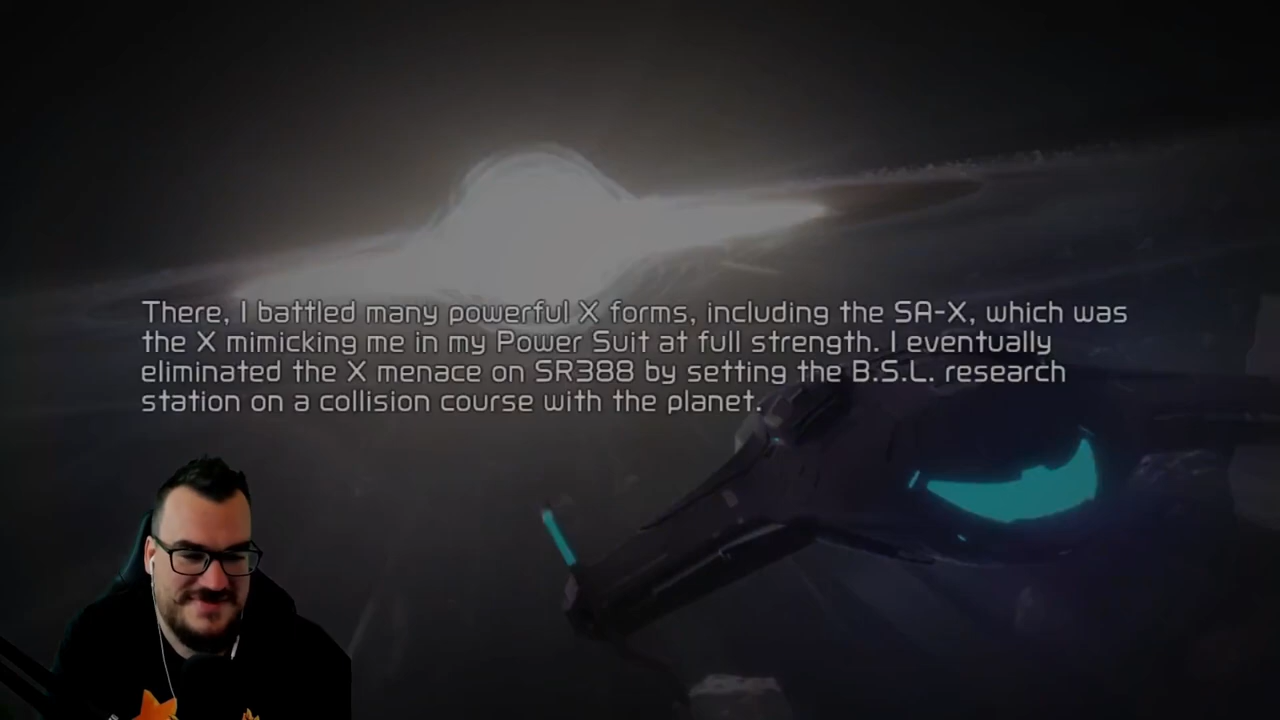 There, I battled many powerful X forms, including the SA-X, which was
the X mimicking me in my Power Suit at full strength. I eventually
eliminated the X menace on SR388 by setting the B.S.L. research
station on a collision course with the planet.